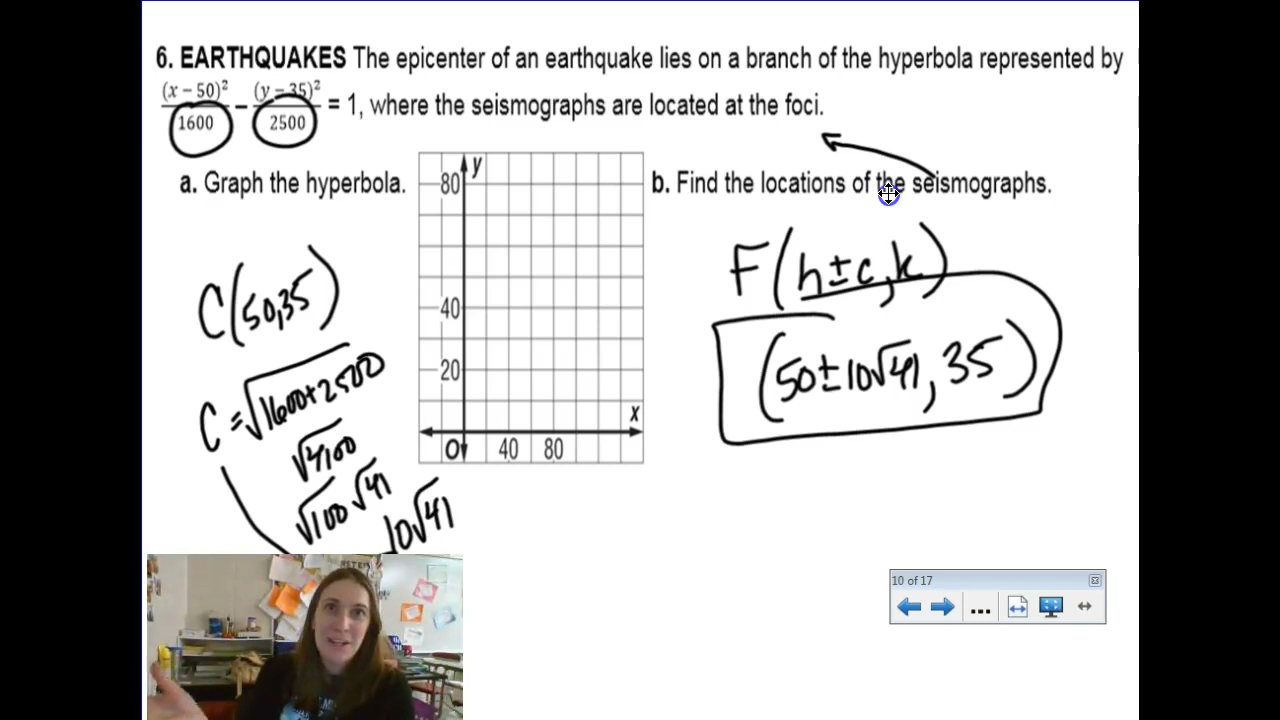 6. EARTHQUAKES The epicenter of an earthquake lies on a branch of the hyperbola represented by
(x – 50)²/1600 – (y – 35)²/2500 = 1, where the seismographs are located at the foci.
a. Graph the hyperbola.
b. Find the locations of the seismographs.
y
80
40
20
x
O 40 80
C(50,35)
C = √1600+2500
√4100
√100 √41
10√41
F(h±c, k)
(50±10√41, 35)
10 of 17
...